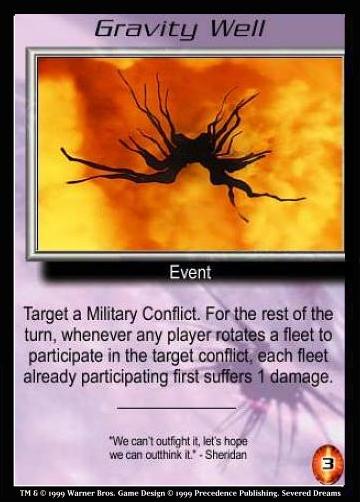 Gravity Well
Event
Target a Military Conflict. For the rest of the
turn, whenever any player rotates a fleet to
participate in the target conflict, each fleet
already participating first suffers 1 damage.
"We can't outfight it, let's hope
we can outthink it." - Sheridan
3
TM & © 1999 Warner Bros. Game Design © 1999 Precedence Publishing. Severed Dreams